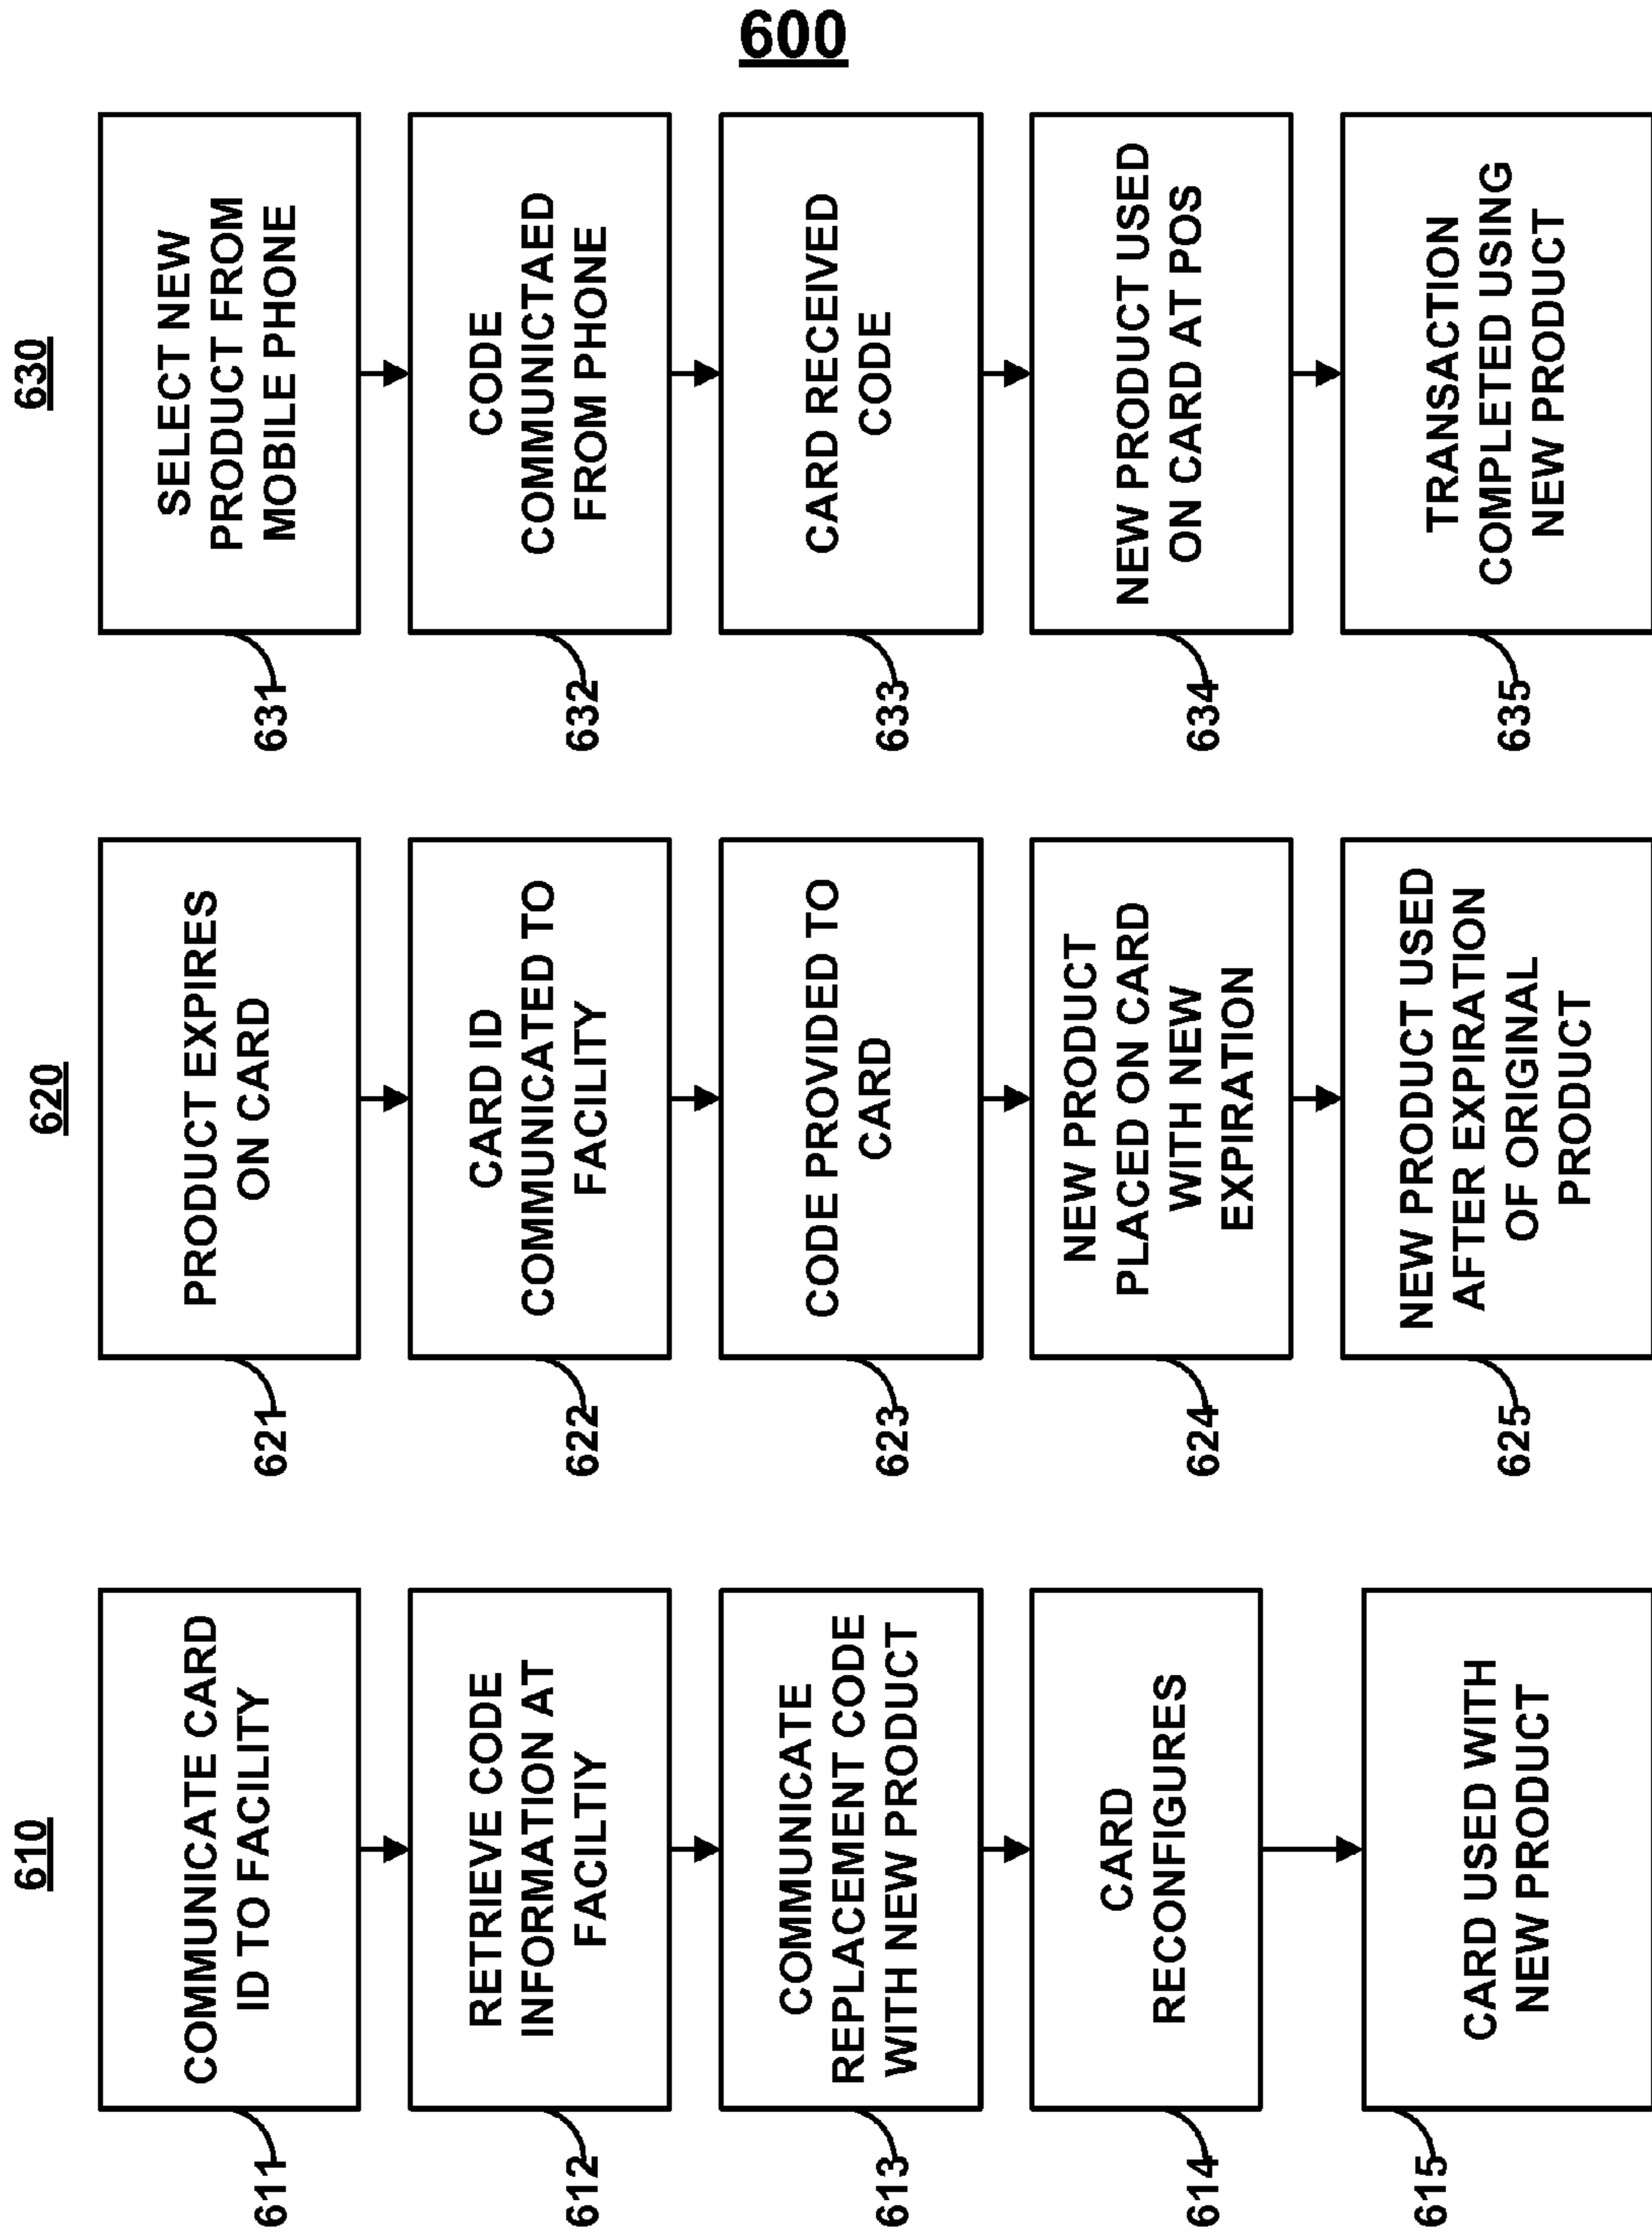 600
610
611
COMMUNICATE CARD
ID TO FACILITY
612
RETRIEVE CODE
INFORMATION AT
FACILTIY
613
COMMUNICATE
REPLACEMENT CODE
WITH NEW PRODUCT
614
CARD
RECONFIGURES
615
CARD USED WITH
NEW PRODUCT
620
621
PRODUCT EXPIRES
ON CARD
622
CARD ID
COMMUNICATED TO
FACILITY
623
CODE PROVIDED TO
CARD
624
NEW PRODUCT
PLACED ON CARD
WITH NEW
EXPIRATION
625
NEW PRODUCT USED
AFTER EXPIRATION
OF ORIGINAL
PRODUCT
630
631
SELECT NEW
PRODUCT FROM
MOBILE PHONE
632
CODE
COMMUNICTAED
FROM PHONE
633
CARD RECEIVED
CODE
634
NEW PRODUCT USED
ON CARD AT POS
635
TRANSACTION
COMPLETED USING
NEW PRODUCT